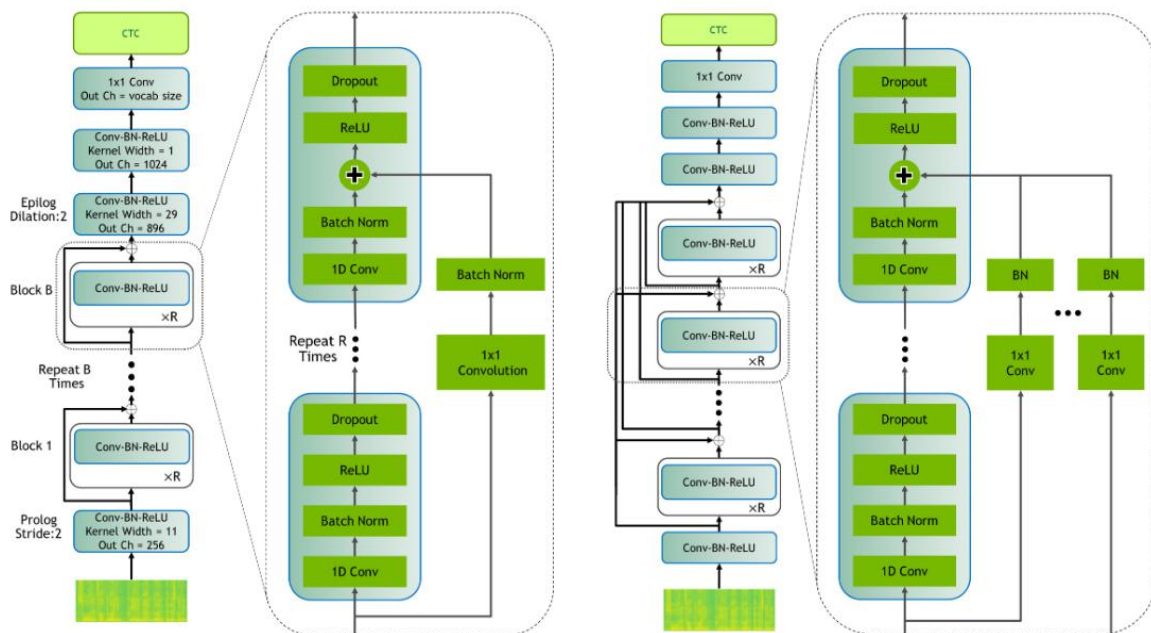 CTC
1x1 Conv
Out Ch = vocab size
Conv-BN-ReLU
Kernel Width = 1
Out Ch = 1024
Epilog
Dilation:2
Conv-BN-ReLU
Kernel Width = 29
Out Ch = 896
Block B
Conv-BN-ReLU
×R
Repeat B
Times
Block 1
Conv-BN-ReLU
×R
Prolog
Stride:2
Conv-BN-ReLU
Kernel Width = 11
Out Ch = 256
Dropout
ReLU
+
Batch Norm
1D Conv
Batch Norm
Repeat R
Times
1x1
Convolution
Dropout
ReLU
Batch Norm
1D Conv
CTC
1x1 Conv
Conv-BN-ReLU
Conv-BN-ReLU
Conv-BN-ReLU
×R
Conv-BN-ReLU
×R
Conv-BN-ReLU
×R
Conv-BN-ReLU
Dropout
ReLU
+
Batch Norm
1D Conv
BN
BN
1x1
Conv
1x1
Conv
Dropout
ReLU
Batch Norm
1D Conv